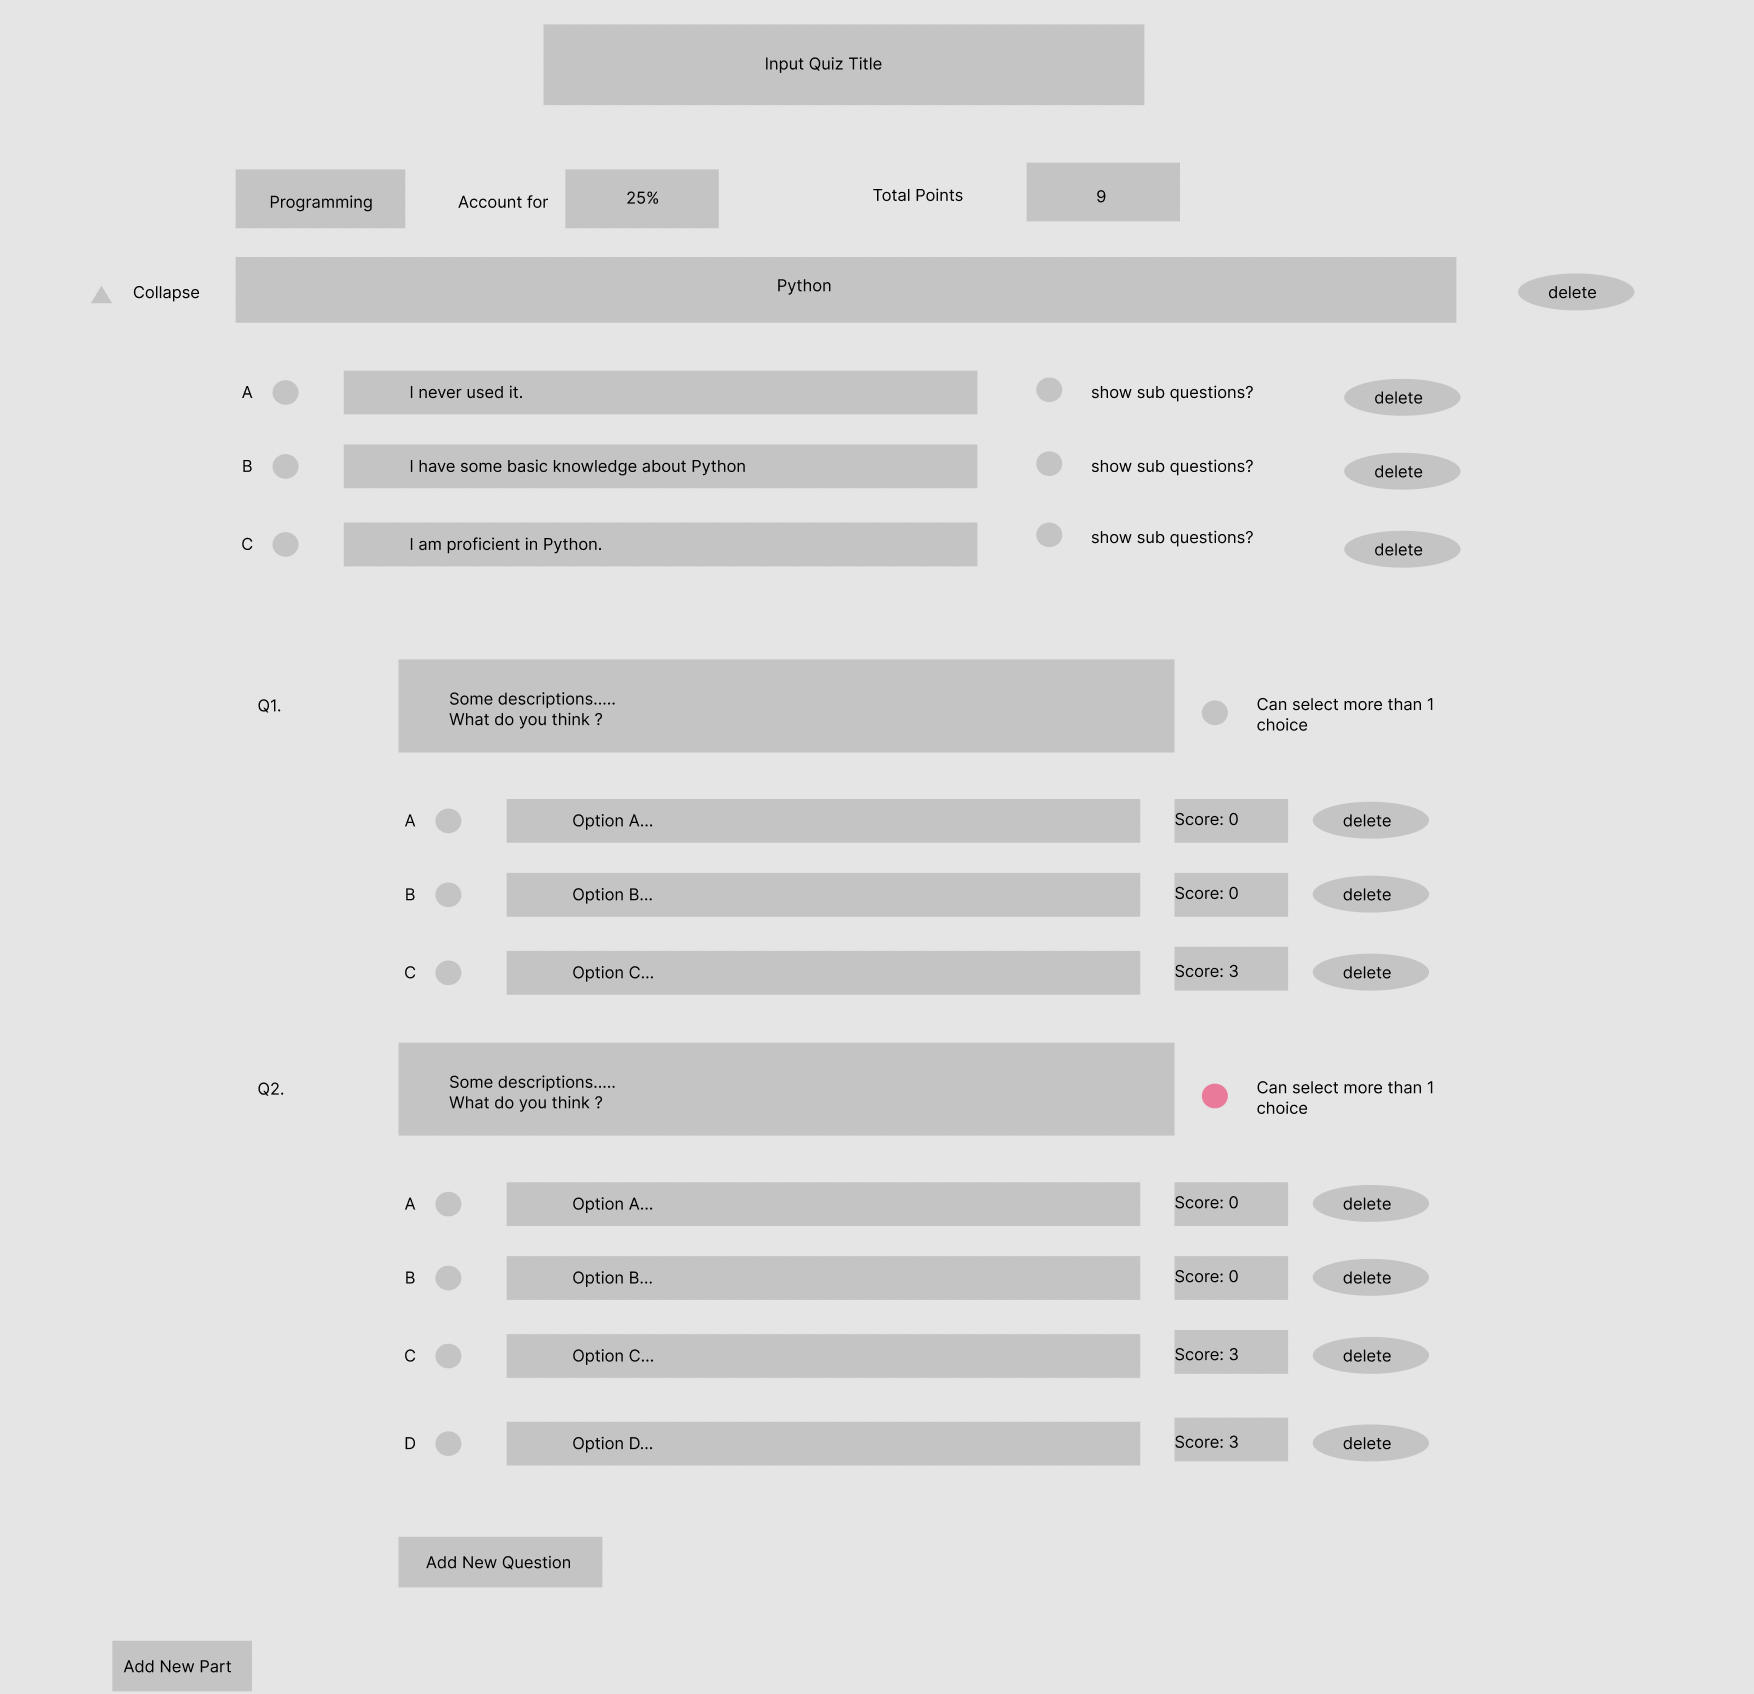 Input Quiz Title
Programming Account for 25% Total Points 9
Collapse Python delete
A I never used it. show sub questions? delete
B I have some basic knowledge about Python show sub questions? delete
C I am proficient in Python. show sub questions? delete
Q1.
Some descriptions.....
What do you think ?
Can select more than 1
choice
A Option A... Score: 0 delete
B Option B... Score: 0 delete
C Option C... Score: 3 delete
Q2.
Some descriptions.....
What do you think ?
Can select more than 1
choice
A Option A... Score: 0 delete
B Option B... Score: 0 delete
C Option C... Score: 3 delete
D Option D... Score: 3 delete
Add New Question
Add New Part